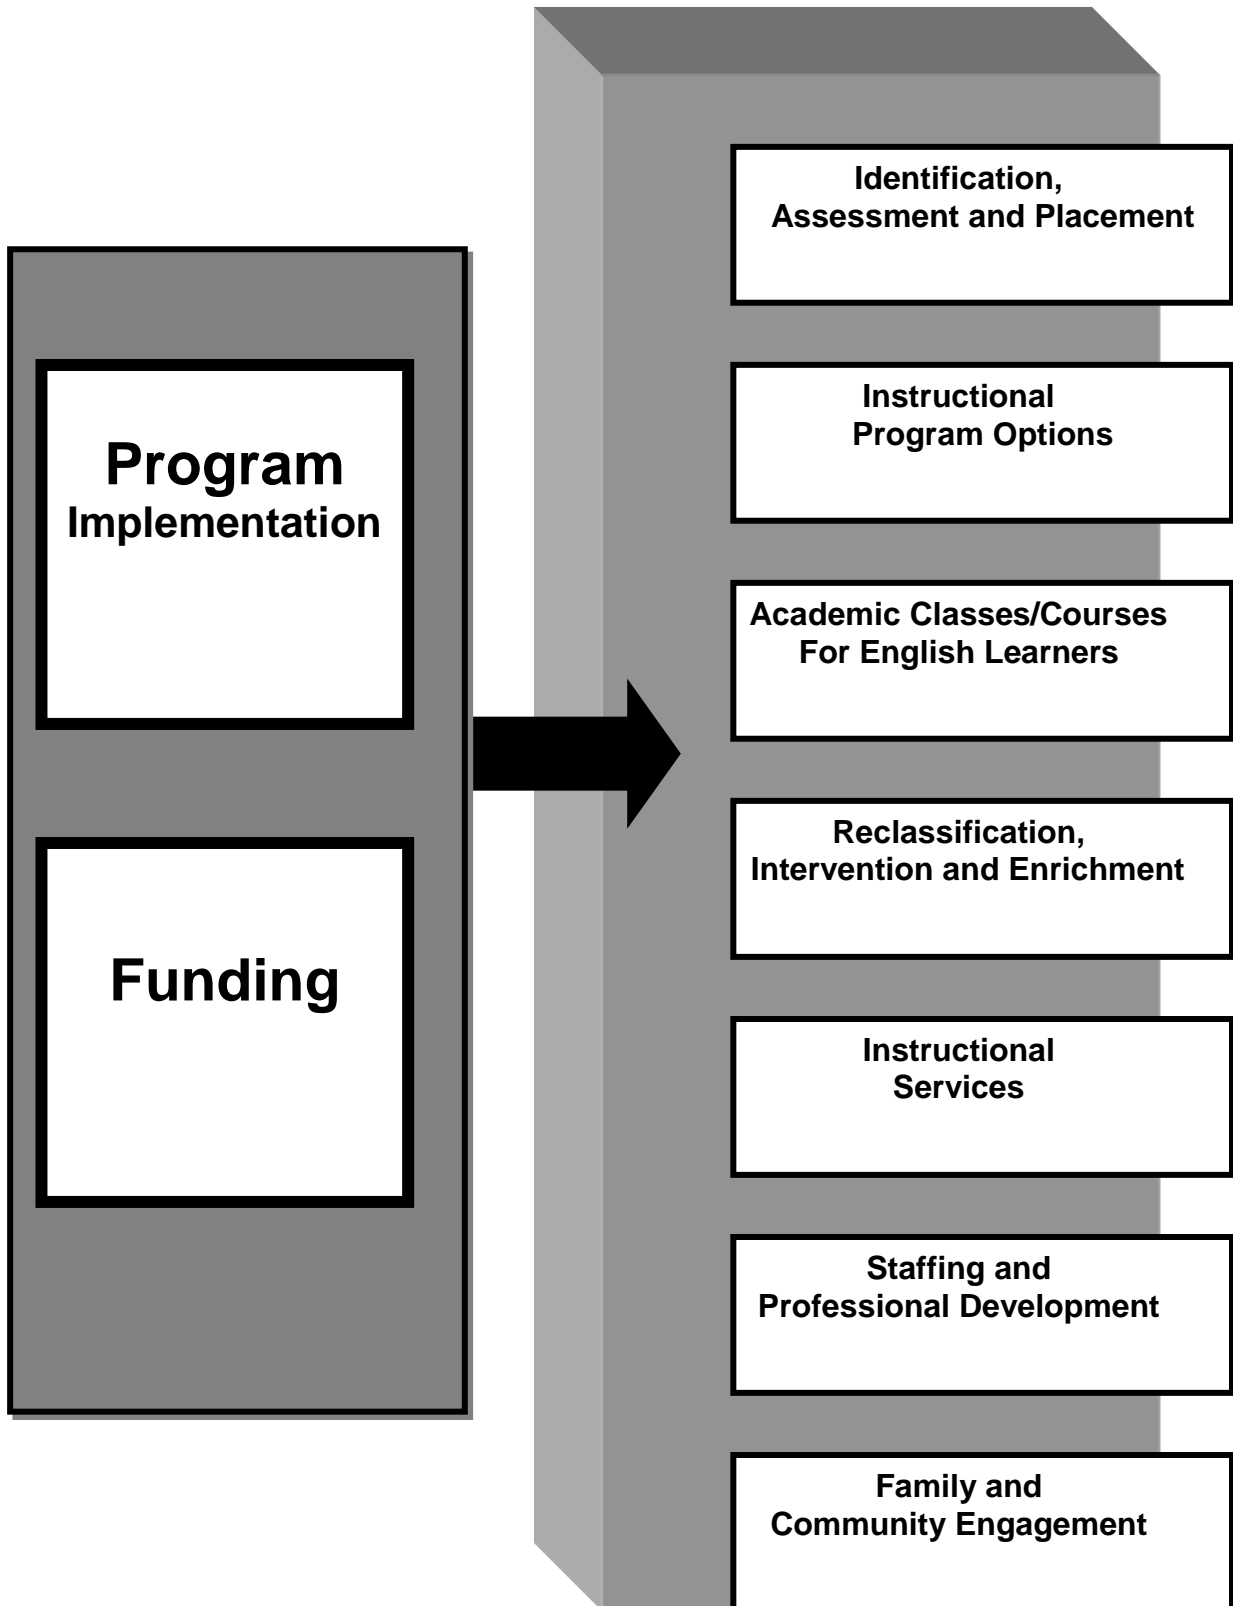 Program
Implementation
Funding
Identification,
Assessment and Placement
Instructional
Program Options
Academic Classes/Courses
For English Learners
Reclassification,
Intervention and Enrichment
Instructional
Services
Staffing and
Professional Development
Family and
Community Engagement